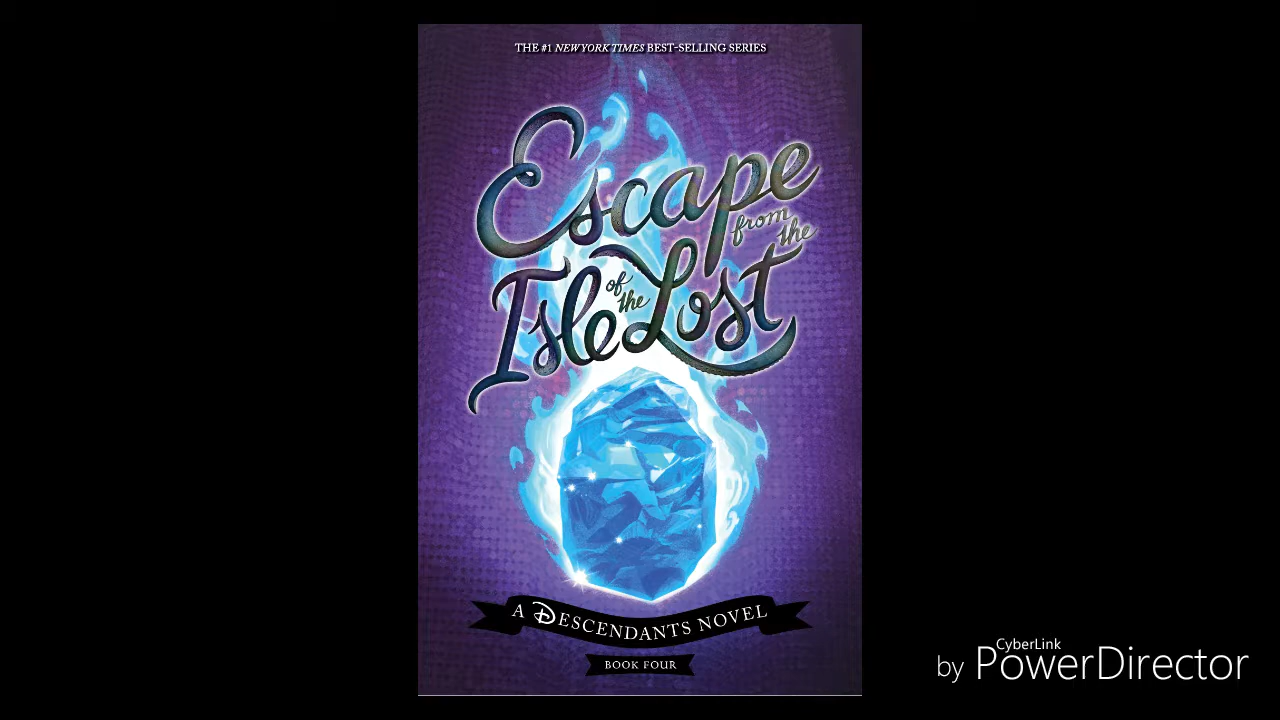 THE #1 NEW YORK TIMES BEST-SELLING SERIES
Escape
from the
Isle of the Lost
A DESCENDANTS NOVEL
BOOK FOUR
by CyberLink PowerDirector